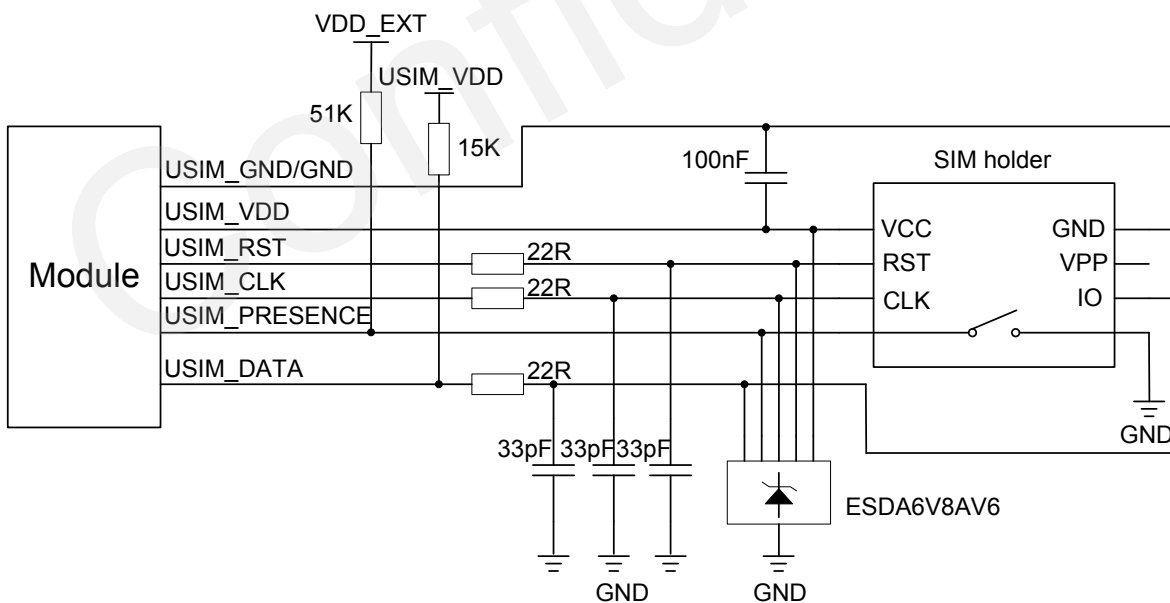 Confid
VDD_EXT
USIM_VDD
51K
15K
100nF
SIM holder
USIM_GND/GND
USIM_VDD
VCC
GND
USIM_RST
22R
RST
VPP
Module
USIM_CLK
22R
CLK
IO
USIM_PRESENCE
USIM_DATA
22R
GND
33pF
33pF
33pF
ESDA6V8AV6
GND
GND